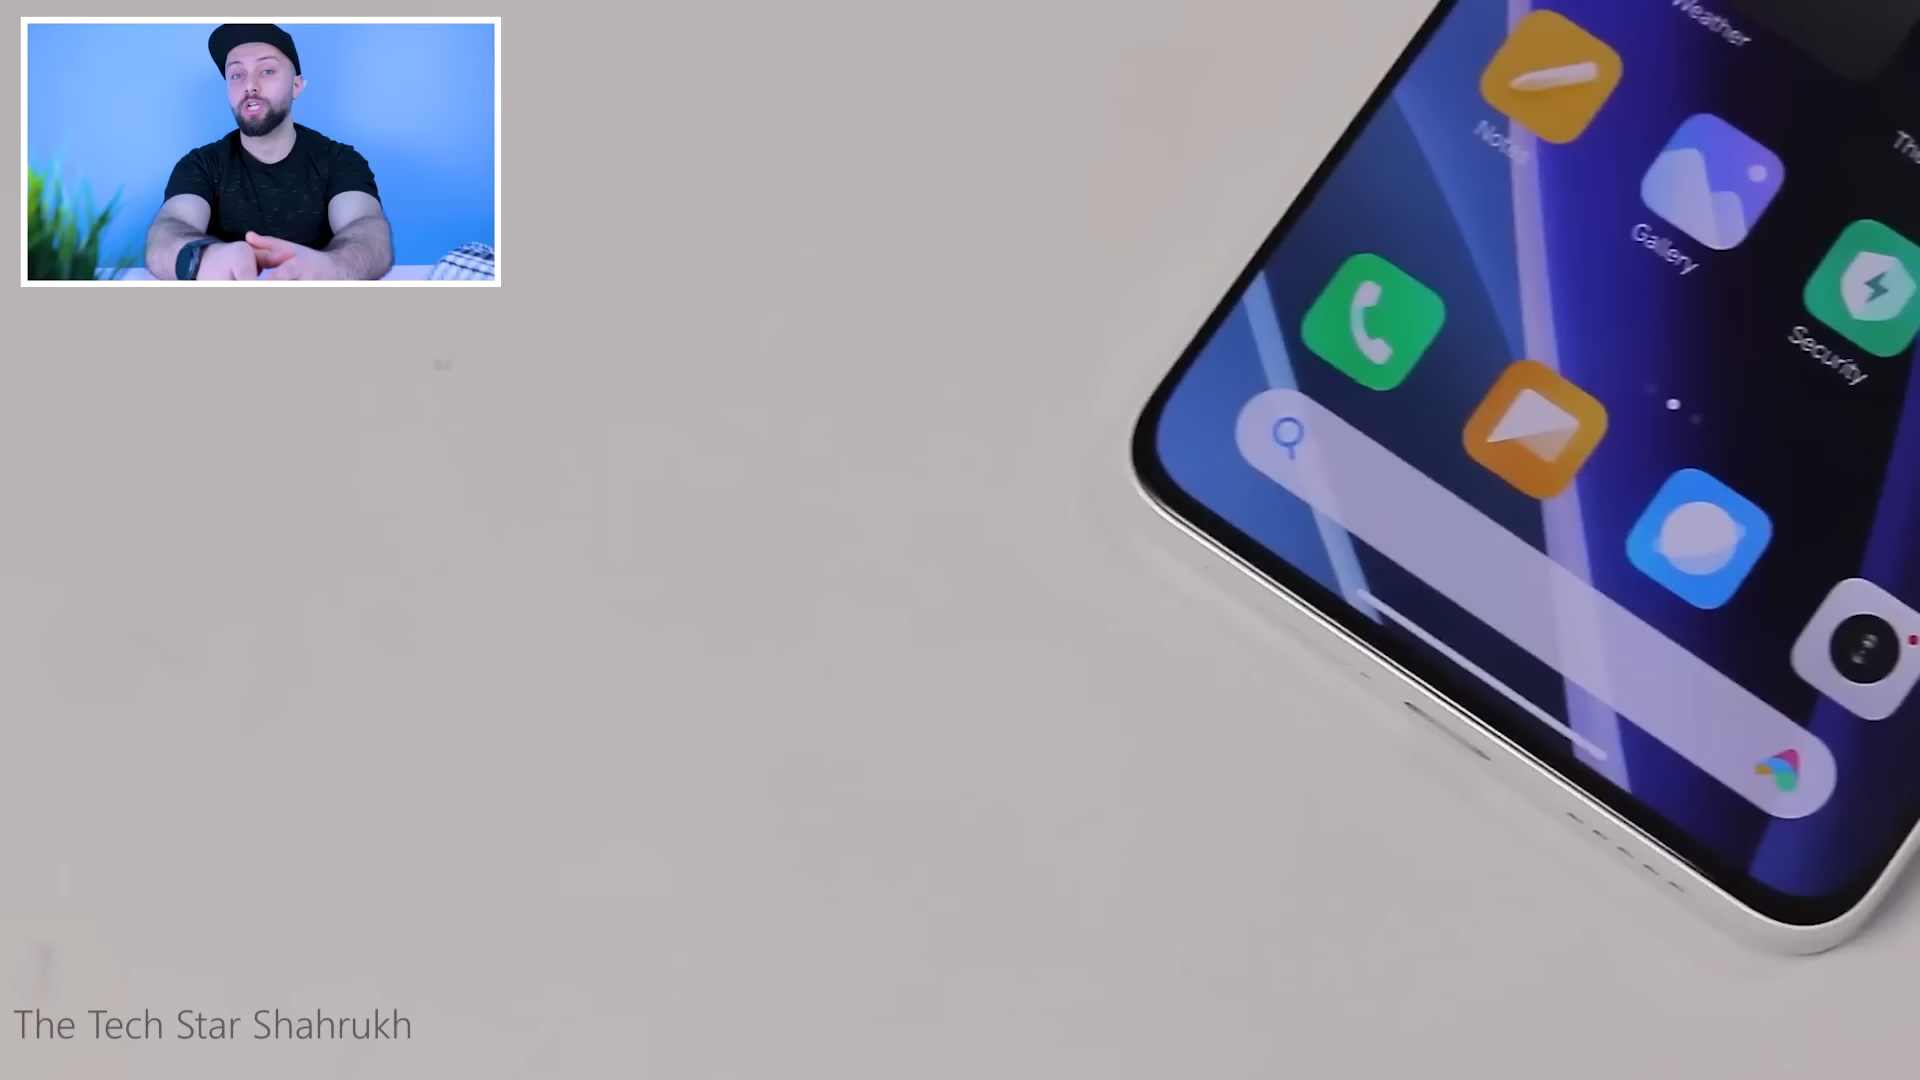 Weather
Notes
Gallery
Security
The Tech Star Shahrukh